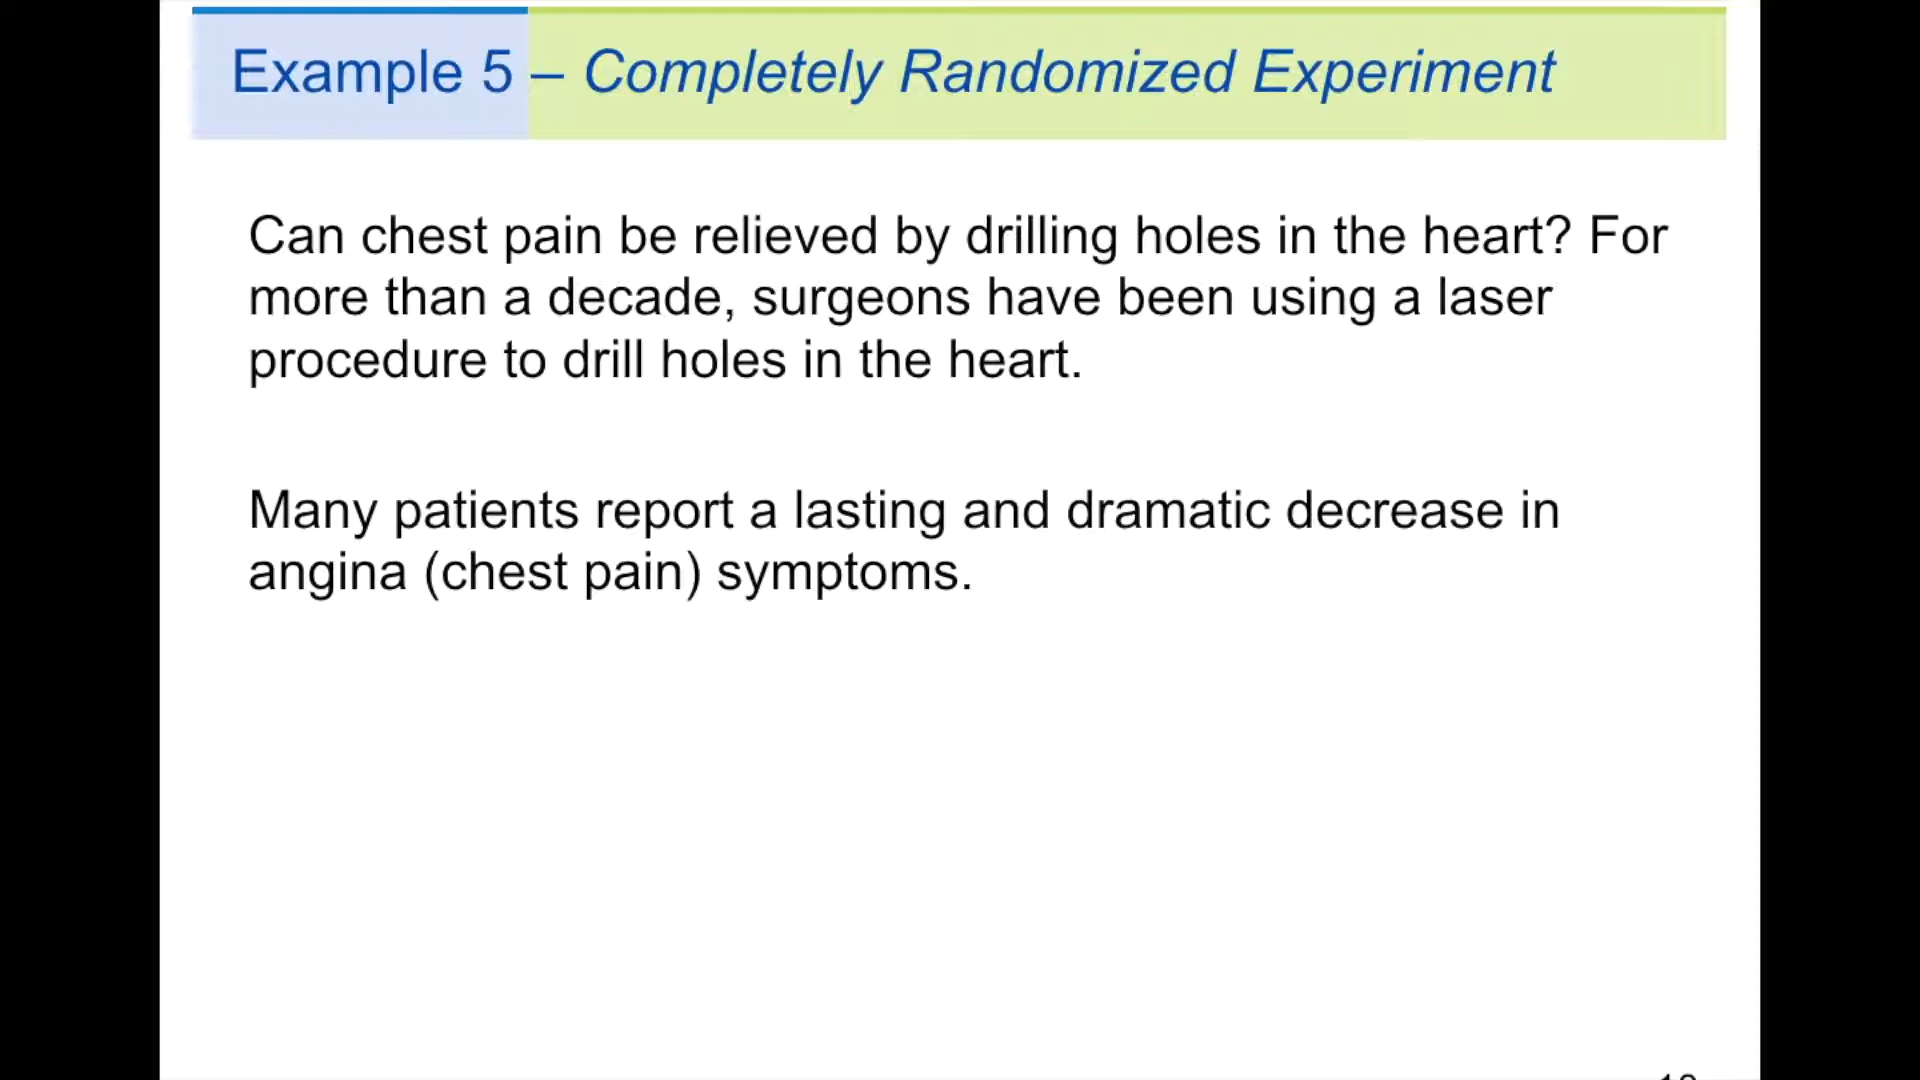 Example 5 – Completely Randomized Experiment
Can chest pain be relieved by drilling holes in the heart? For
more than a decade, surgeons have been using a laser
procedure to drill holes in the heart.
Many patients report a lasting and dramatic decrease in
angina (chest pain) symptoms.